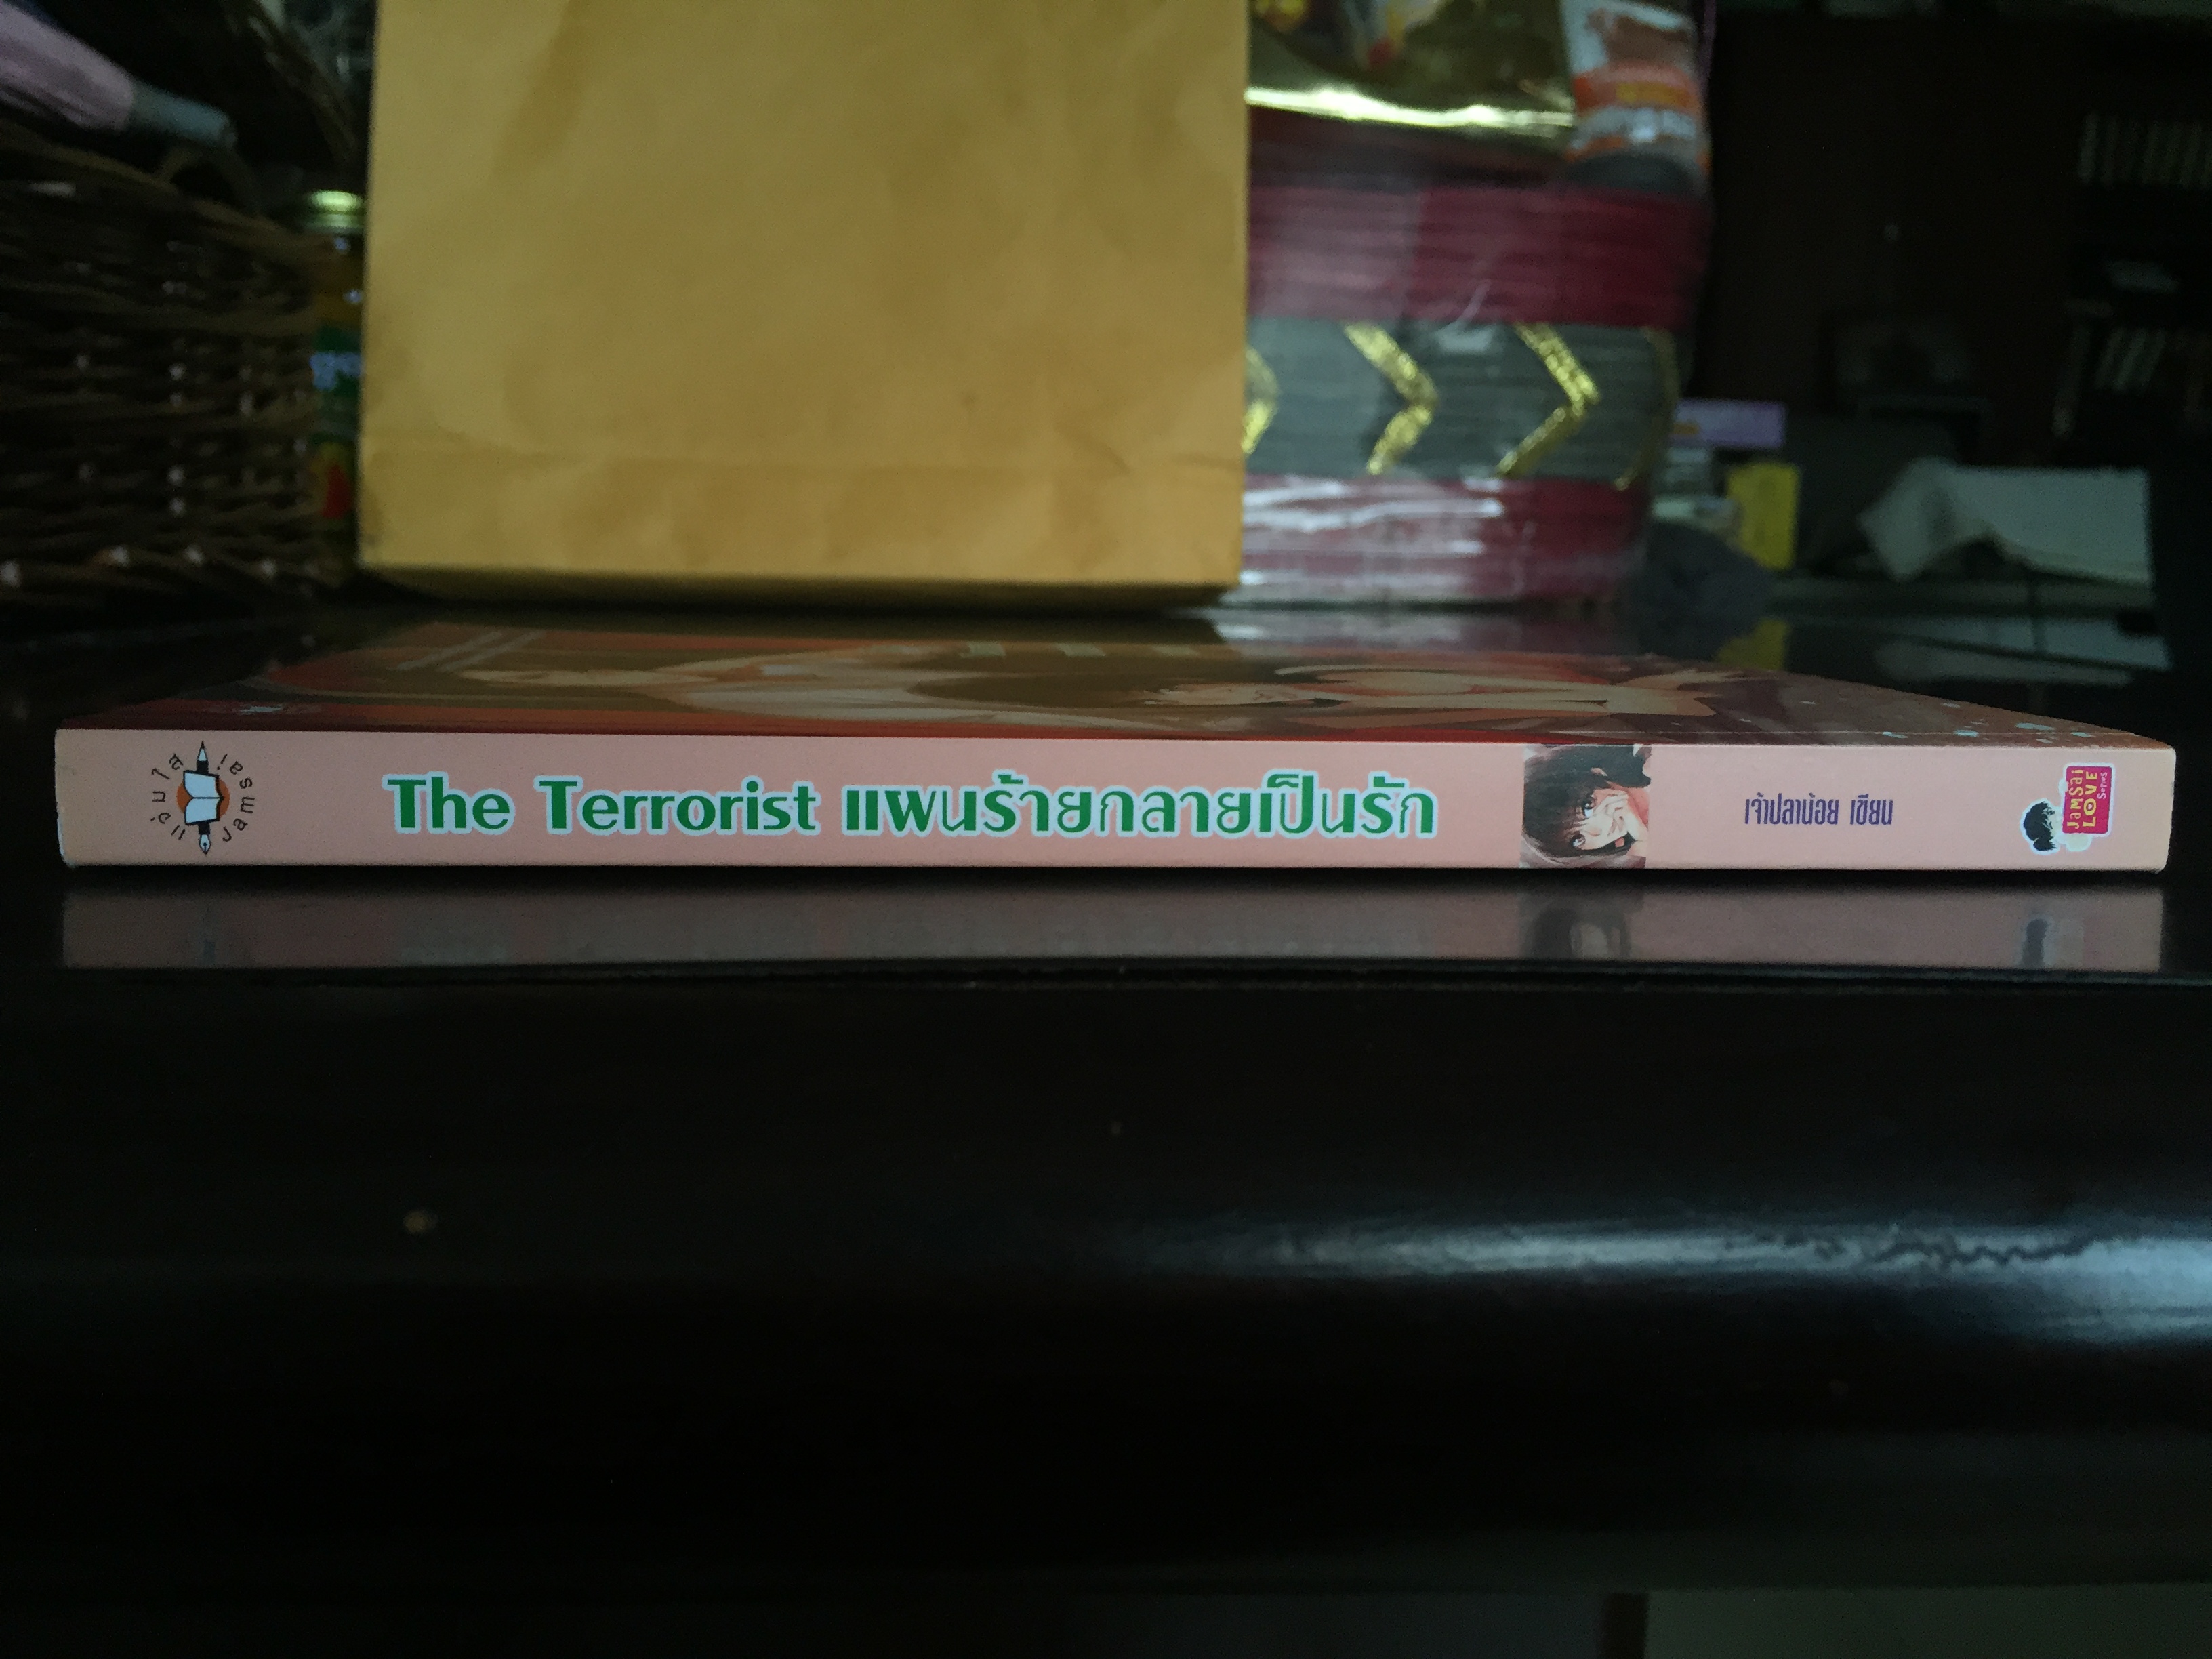 แจ่มใส
Jamsai
The Terrorist แผนร้ายกลายเป็นรัก
เจ้าปลาน้อย เขียน
Jamsai
LOVE
Series